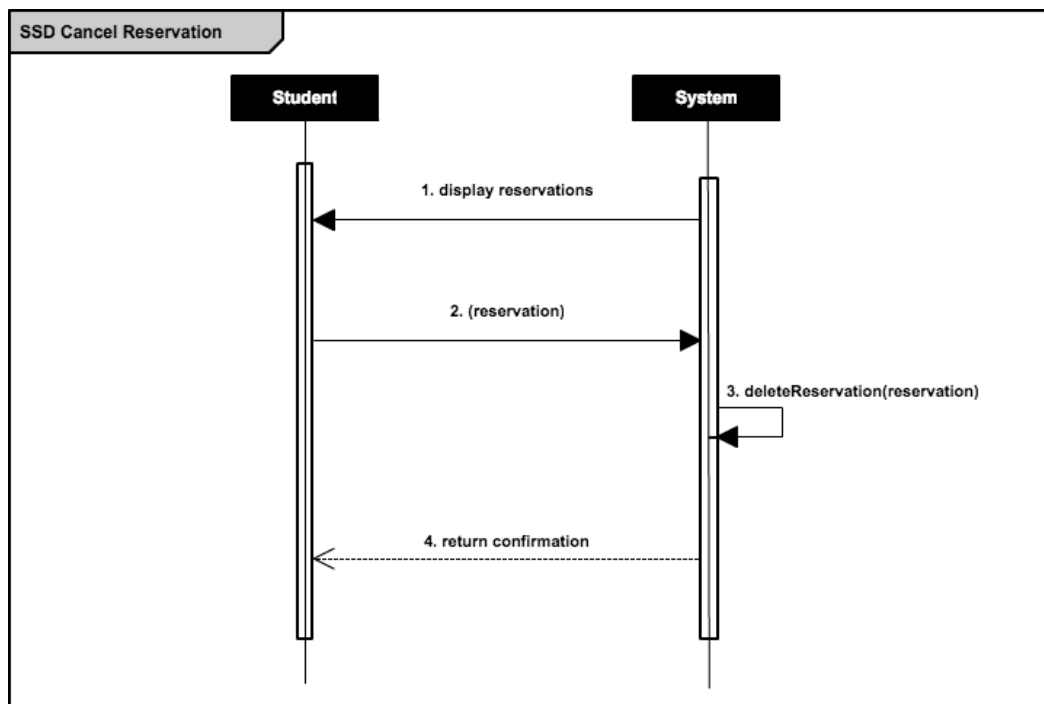 SSD Cancel Reservation
Student
System
1. display reservations
2. (reservation)
3. deleteReservation(reservation)
4. return confirmation